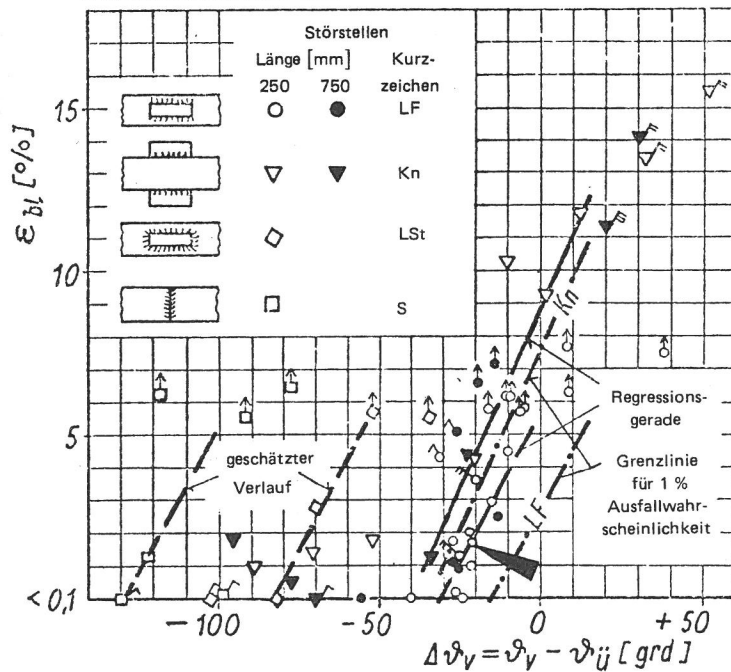 Störstellen
Länge [mm] Kurz-
250 750 zeichen
LF
Kn
LSt
S
ε_bl [%]
15
10
5
< 0,1
geschätzter
Verlauf
Kn
LF
Regressions-
gerade
Grenzlinie
für 1 %
Ausfallwahr-
scheinlichkeit
-100 -50 0 +50
Δϑ_v = ϑ_v - ϑ_ü [grd]